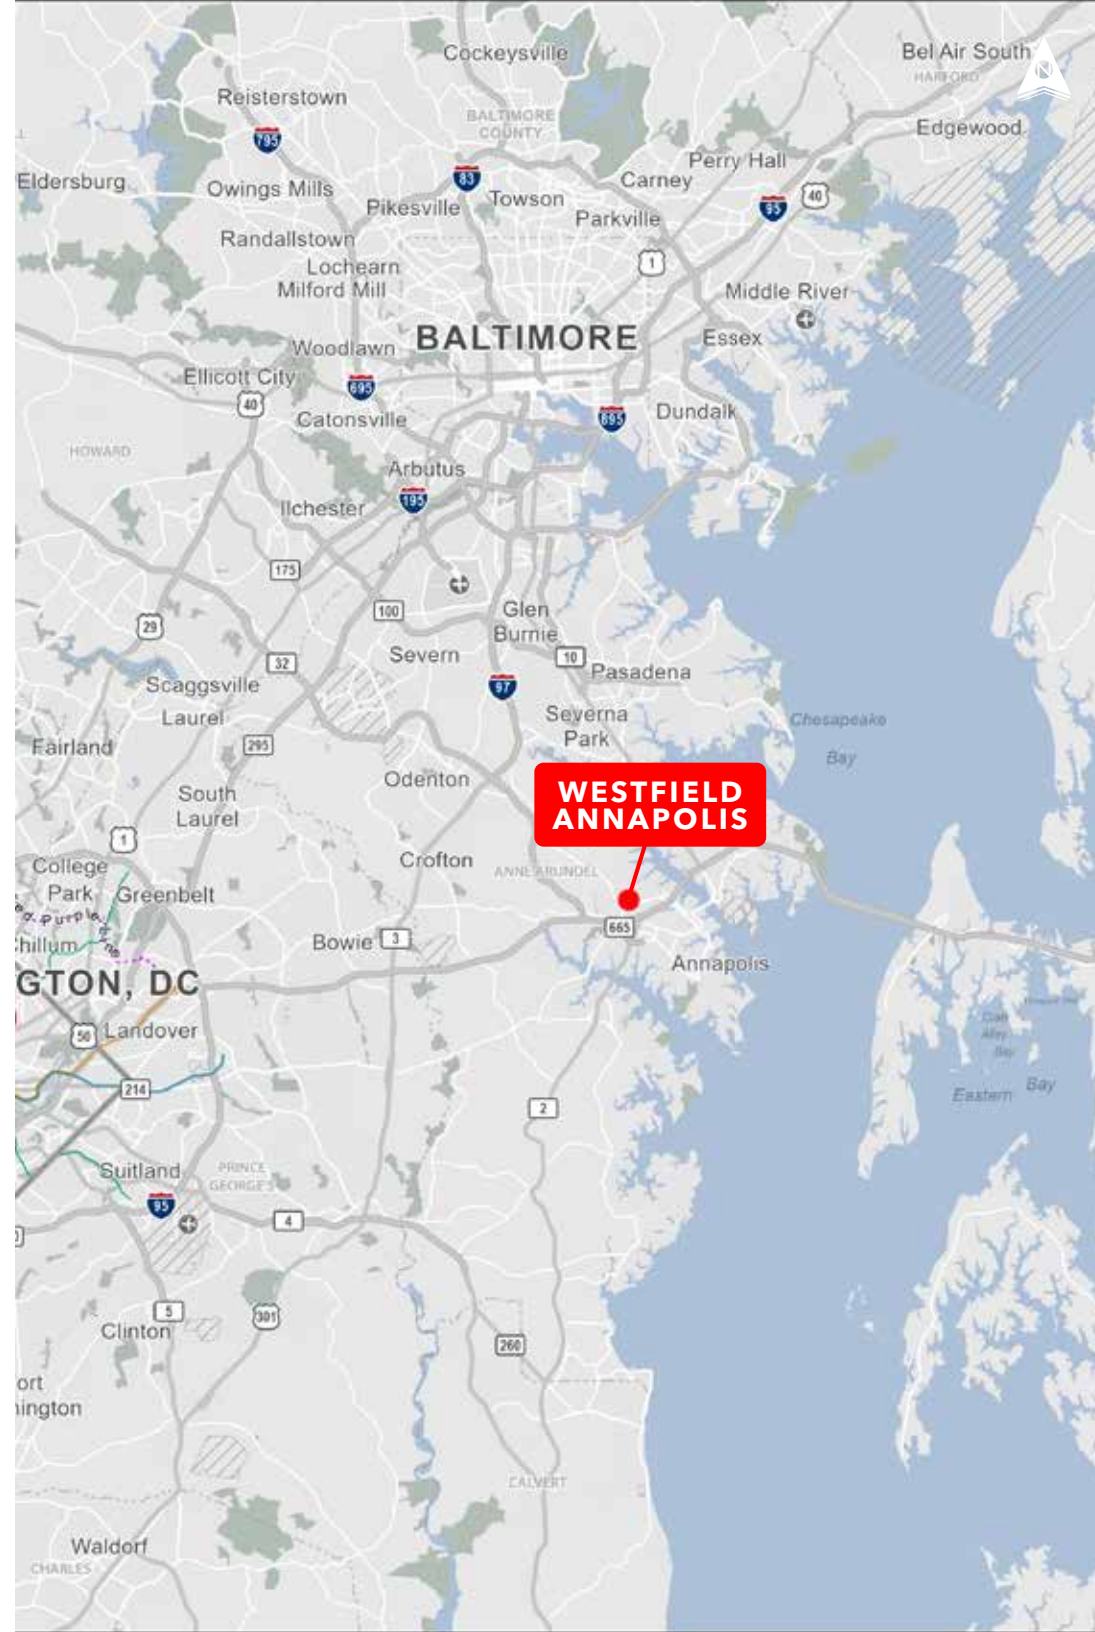 Cockeysville
Bel Air South
HARFORD
N
Reisterstown
BALTIMORE
COUNTY
Edgewood
795
Perry Hall
Eldersburg
Owings Mills
83
Carney
Towson
95
40
Pikesville
Parkville
Randallstown
1
Lochearn
Milford Mill
Middle River
BALTIMORE
Essex
Woodlawn
Ellicott City
695
40
Catonsville
695
Dundalk
HOWARD
Arbutus
195
Ilchester
175
100
Glen
Burnie
29
Severn
10
32
Pasadena
Scaggsville
97
Laurel
Severna
Park
Chesapeake
Bay
Fairland
295
Odenton
South
Laurel
WESTFIELD
ANNAPOLIS
1
College
Park
Crofton
ANNE ARUNDEL
Greenbelt
Purple
hillum
665
Bowie
3
Annapolis
GTON, DC
50
Landover
Bay
214
Eastern Bay
2
Suitland
PRINCE
GEORGE'S
95
4
5
301
Clinton
260
ort
ington
CALVERT
Waldorf
CHARLES